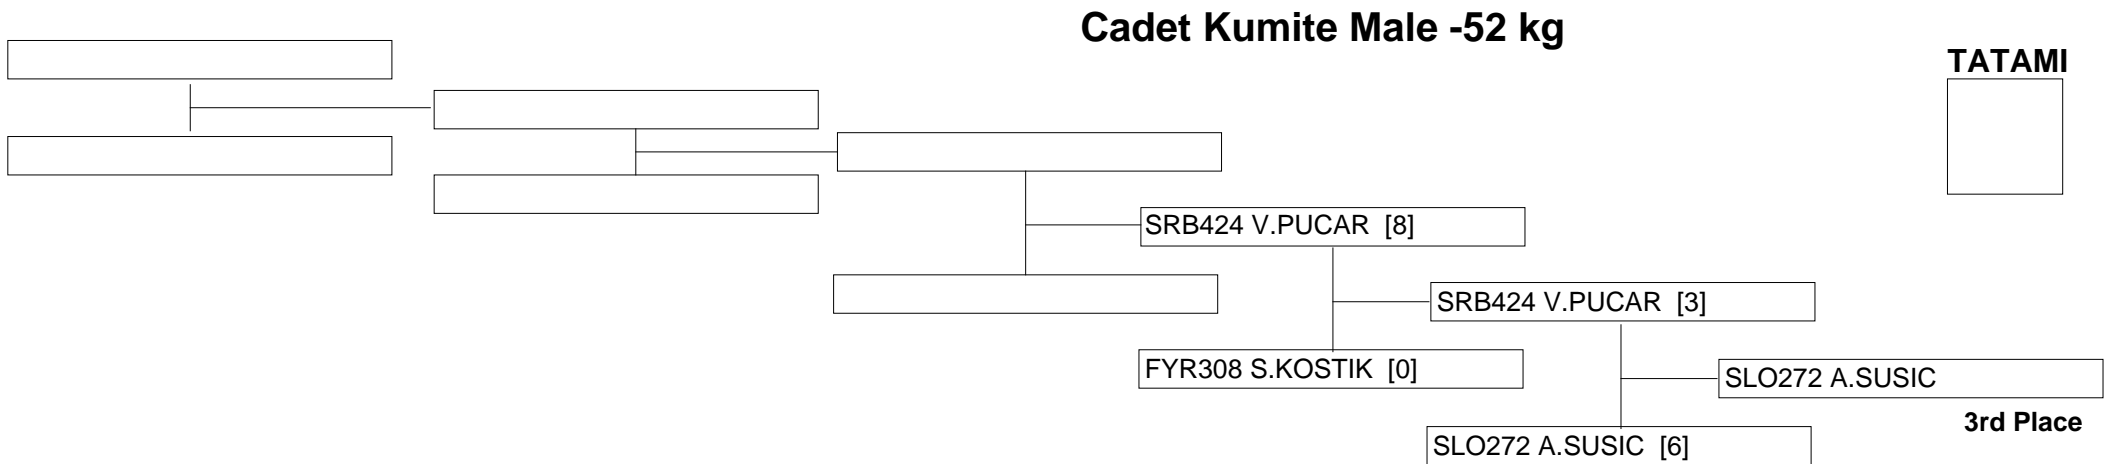 Cadet Kumite Male -52 kg
TATAMI
SRB424 V.PUCAR [8]
SRB424 V.PUCAR [3]
FYR308 S.KOSTIK [0]
SLO272 A.SUSIC
3rd Place
SLO272 A.SUSIC [6]